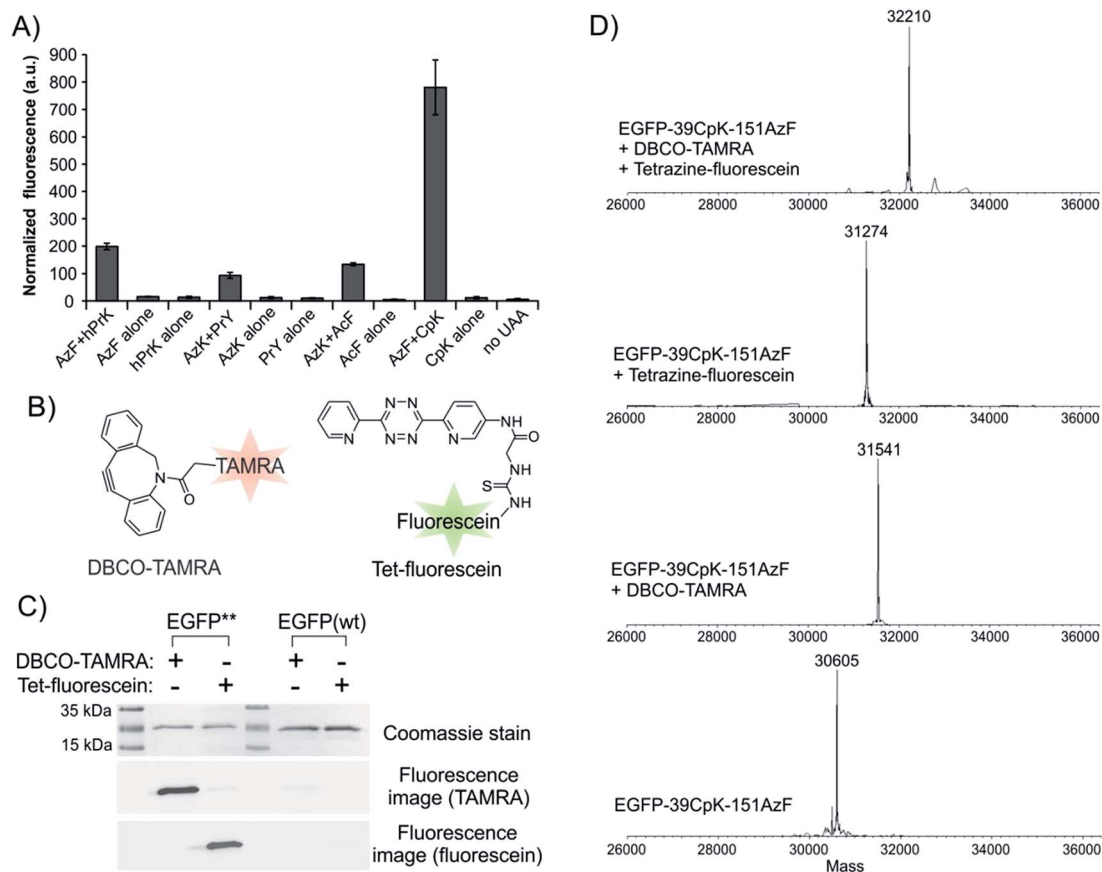 A)
Normalized fluorescence (a.u.)
900
800
700
600
500
400
300
200
100
0
AzF+hPrK
AzF alone
hPrK alone
AzK+PrY
AzK alone
PrY alone
AzK+AcF
AcF alone
AzF+CpK
CpK alone
no UAA
B)
N
O
TAMRA
DBCO-TAMRA
N
N
N
N
N
N
NH
O
NH
S
NH
Fluorescein
Tet-fluorescein
C)
EGFP** EGFP(wt)
DBCO-TAMRA: + - + -
Tet-fluorescein: - + - +
35 kDa
15 kDa
Coomassie stain
Fluorescence
image (TAMRA)
Fluorescence
image (fluorescein)
D)
32210
EGFP-39CpK-151AzF
+ DBCO-TAMRA
+ Tetrazine-fluorescein
26000 28000 30000 32000 34000 36000
31274
EGFP-39CpK-151AzF
+ Tetrazine-fluorescein
26000 28000 30000 32000 34000 36000
31541
EGFP-39CpK-151AzF
+ DBCO-TAMRA
26000 28000 30000 32000 34000 36000
30605
EGFP-39CpK-151AzF
26000 28000 30000 32000 34000 36000
Mass